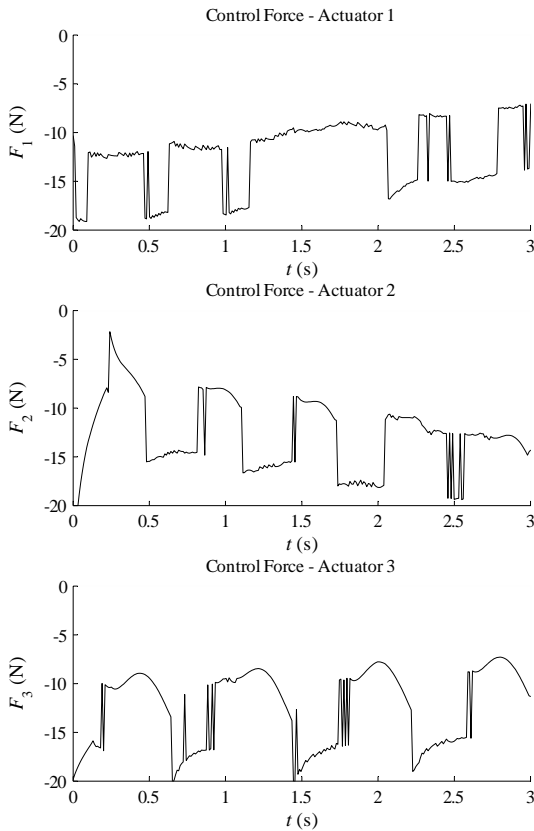 Control Force - Actuator 1
0
-5
-10
-15
-20
F1 (N)
0 0.5 1 1.5 2 2.5 3
t (s)
Control Force - Actuator 2
0
-5
-10
-15
-20
F2 (N)
0 0.5 1 1.5 2 2.5 3
t (s)
Control Force - Actuator 3
0
-5
-10
-15
-20
F3 (N)
0 0.5 1 1.5 2 2.5 3
t (s)